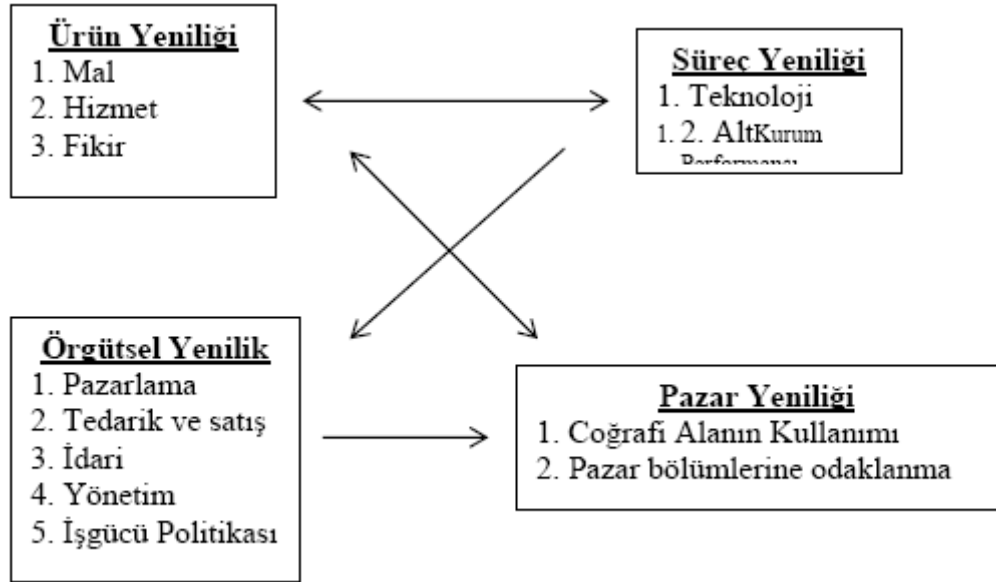 Ürün Yeniliği
1. Mal
2. Hizmet
3. Fikir
Süreç Yeniliği
1. Teknoloji
1. 2. AltKurum
Performansı
Örgütsel Yenilik
1. Pazarlama
2. Tedarik ve satış
3. İdari
4. Yönetim
5. İşgücü Politikası
Pazar Yeniliği
1. Coğrafi Alanın Kullanımı
2. Pazar bölümlerine odaklanma